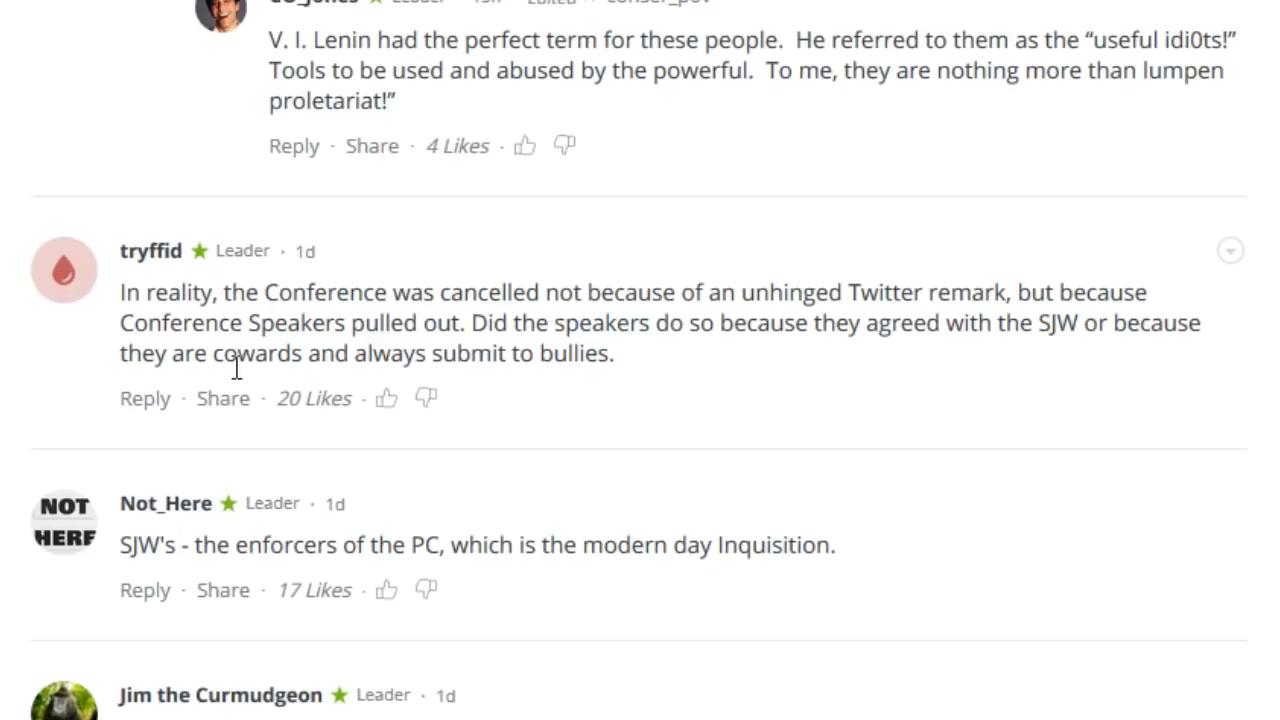 V. I. Lenin had the perfect term for these people.  He referred to them as the “useful idi0ts!”
Tools to be used and abused by the powerful.  To me, they are nothing more than lumpen
proletariat!”
Reply · Share · 4 Likes ·
tryffid ★ Leader · 1d
In reality, the Conference was cancelled not because of an unhinged Twitter remark, but because
Conference Speakers pulled out. Did the speakers do so because they agreed with the SJW or because
they are cowards and always submit to bullies.
Reply · Share · 20 Likes ·
NOT
HERE
Not_Here ★ Leader · 1d
SJW's - the enforcers of the PC, which is the modern day Inquisition.
Reply · Share · 17 Likes ·
Jim the Curmudgeon ★ Leader · 1d